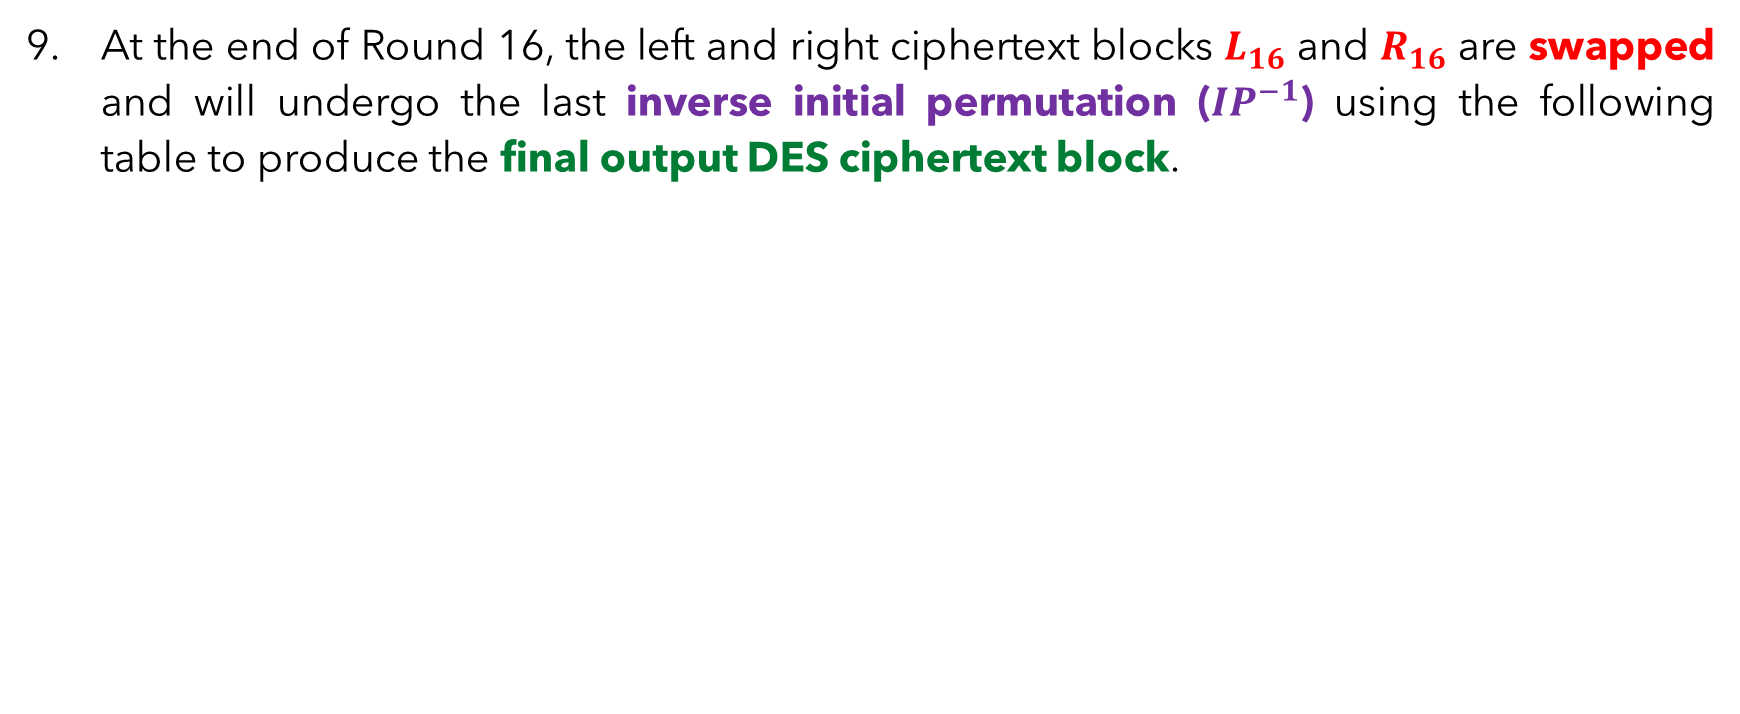 9. At the end of Round 16, the left and right ciphertext blocks L₁₆ and R₁₆ are swapped
and will undergo the last inverse initial permutation (IP⁻¹) using the following
table to produce the final output DES ciphertext block.